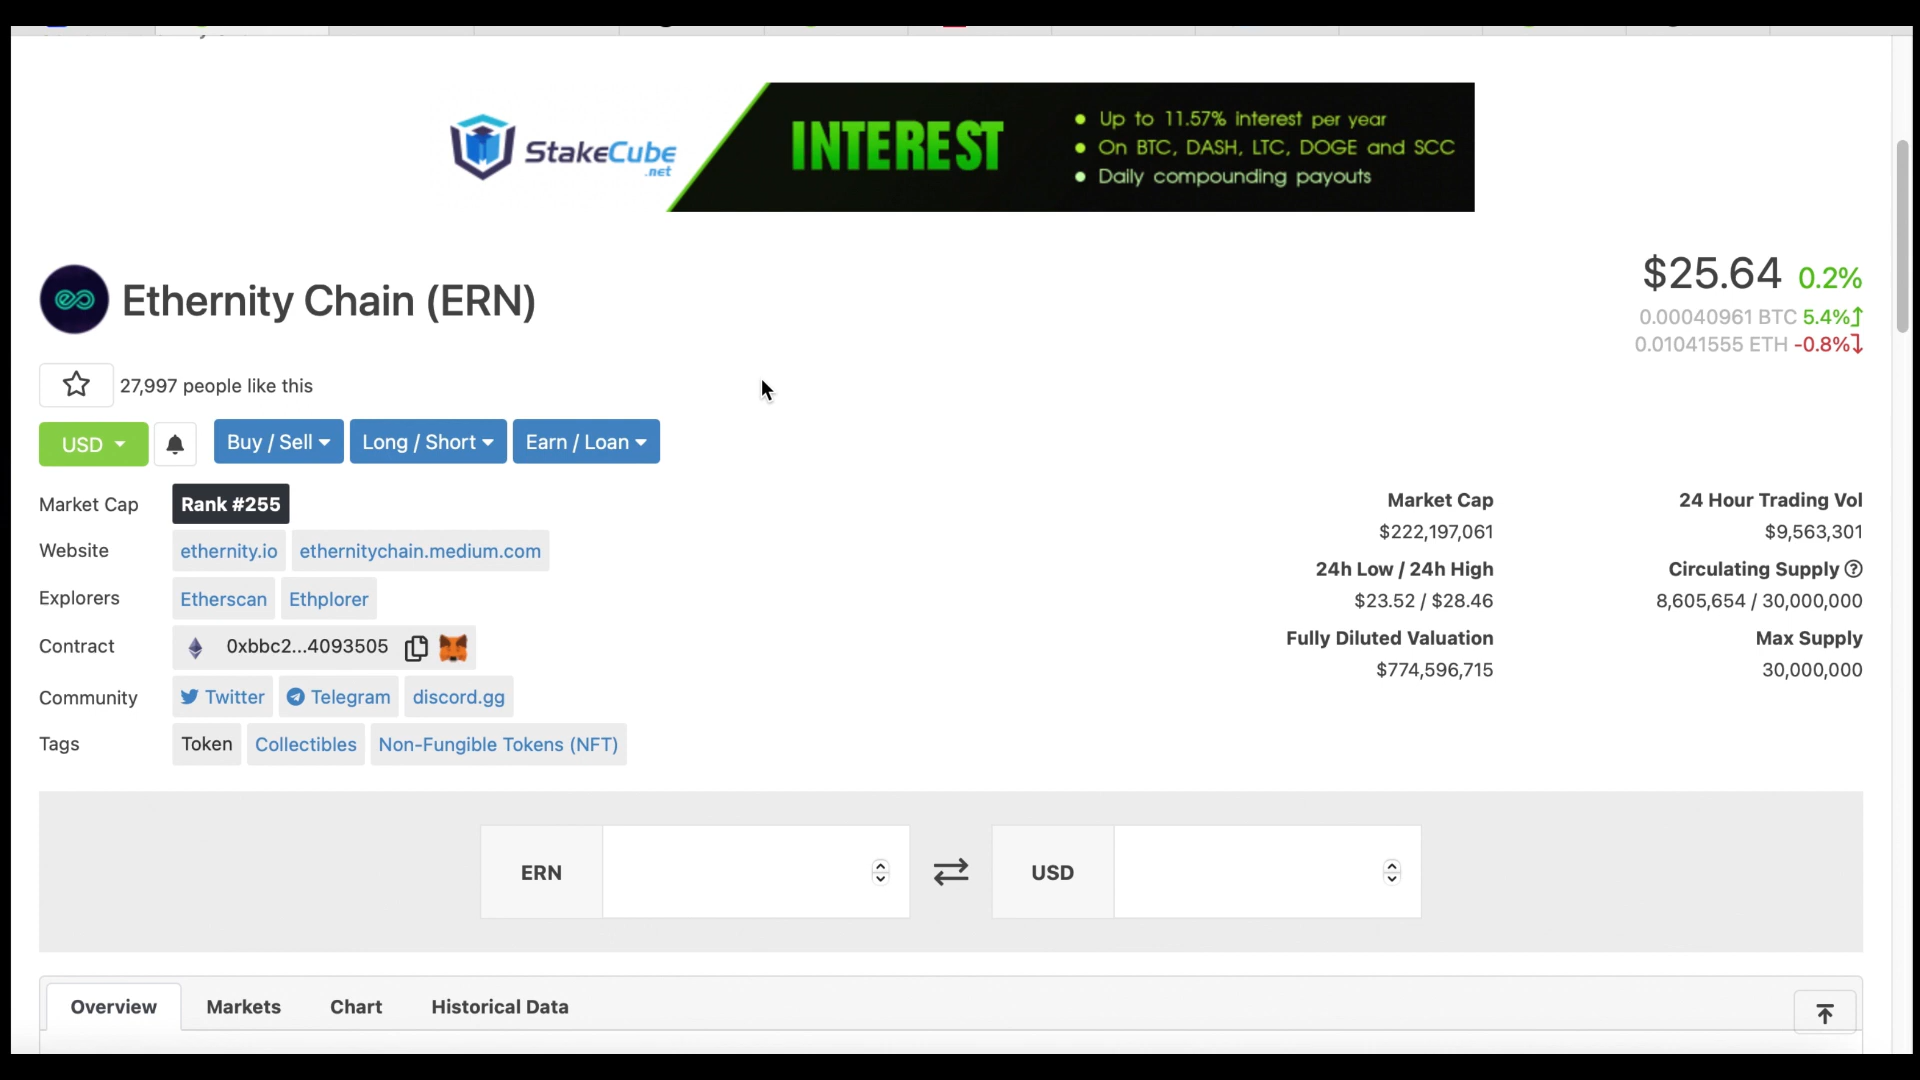 StakeCube
.net
INTEREST
Up to 11.57% interest per year
On BTC, DASH, LTC, DOGE and SCC
Daily compounding payouts
Ethernity Chain (ERN)
$25.64 0.2%
0.00040961 BTC 5.4%
0.01041555 ETH -0.8%
27,997 people like this
USD
Buy / Sell
Long / Short
Earn / Loan
Market Cap Rank #255
Website ethernity.io ethernitychain.medium.com
Explorers Etherscan Ethplorer
Contract 0xbbc2...4093505
Community Twitter Telegram discord.gg
Tags Token Collectibles Non-Fungible Tokens (NFT)
Market Cap
$222,197,061
24 Hour Trading Vol
$9,563,301
24h Low / 24h High
$23.52 / $28.46
Circulating Supply ?
8,605,654 / 30,000,000
Fully Diluted Valuation
$774,596,715
Max Supply
30,000,000
ERN
USD
Overview Markets Chart Historical Data